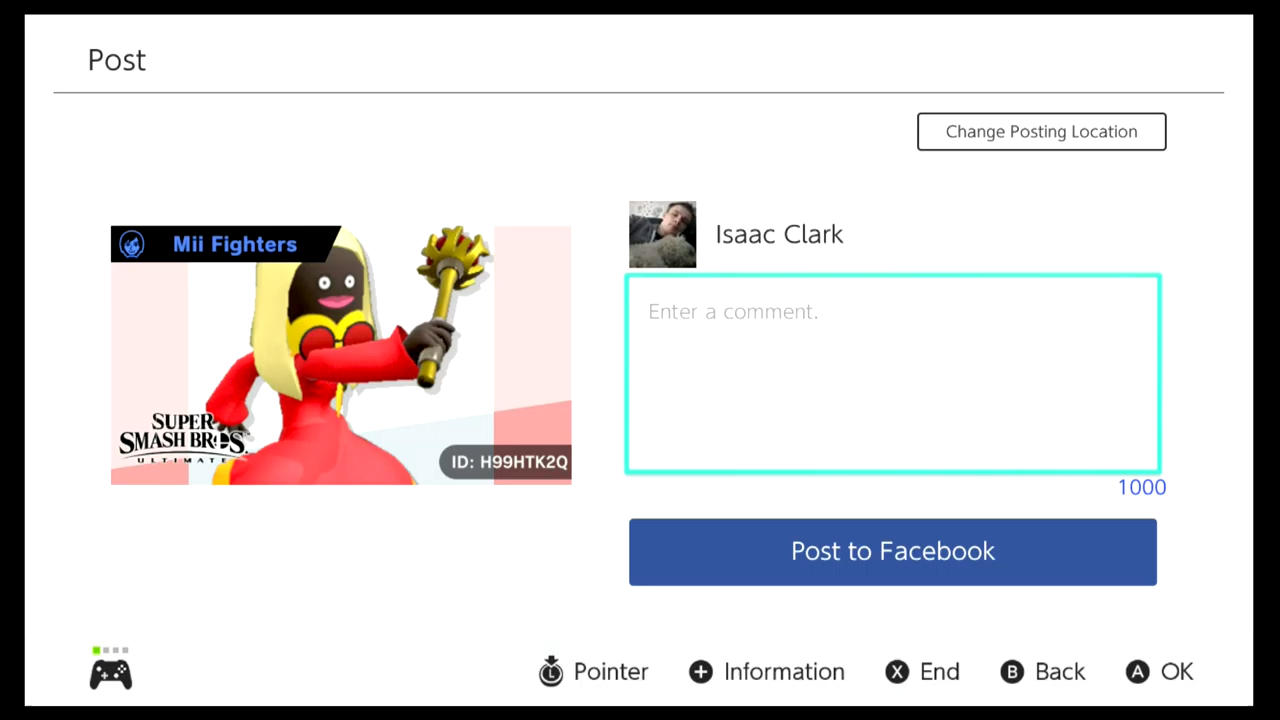 Post
Change Posting Location
Mii Fighters
Isaac Clark
Enter a comment.
SUPER
SMASH BROS.
ULTIMATE
ID: H99HTK2Q
1000
Post to Facebook
L Pointer
+ Information
X End
B Back
A OK